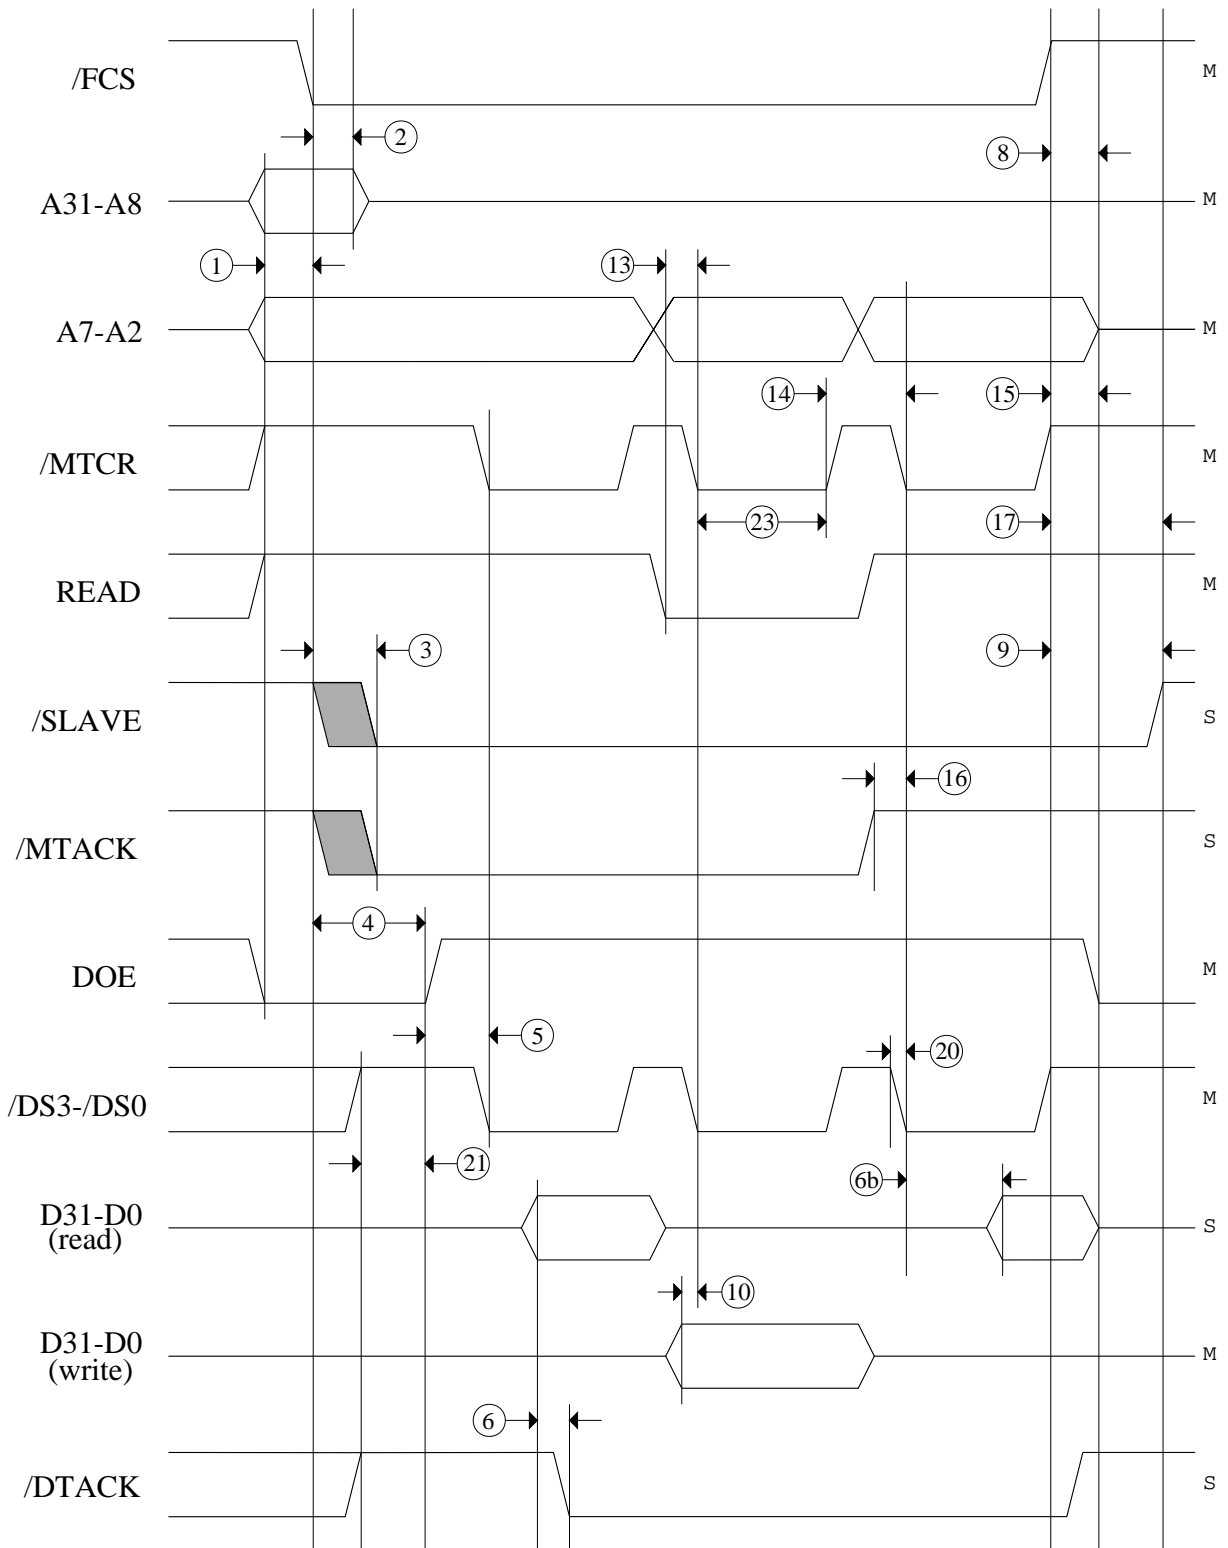 /FCS M
2
8
A31-A8 M
1
13
A7-A2 M
14
15
/MTCR M
23
17
READ M
3
9
/SLAVE S
16
/MTACK S
4
DOE M
5
20
/DS3-/DS0 M
21
6b
D31-D0
(read) S
10
D31-D0
(write) M
6
/DTACK S